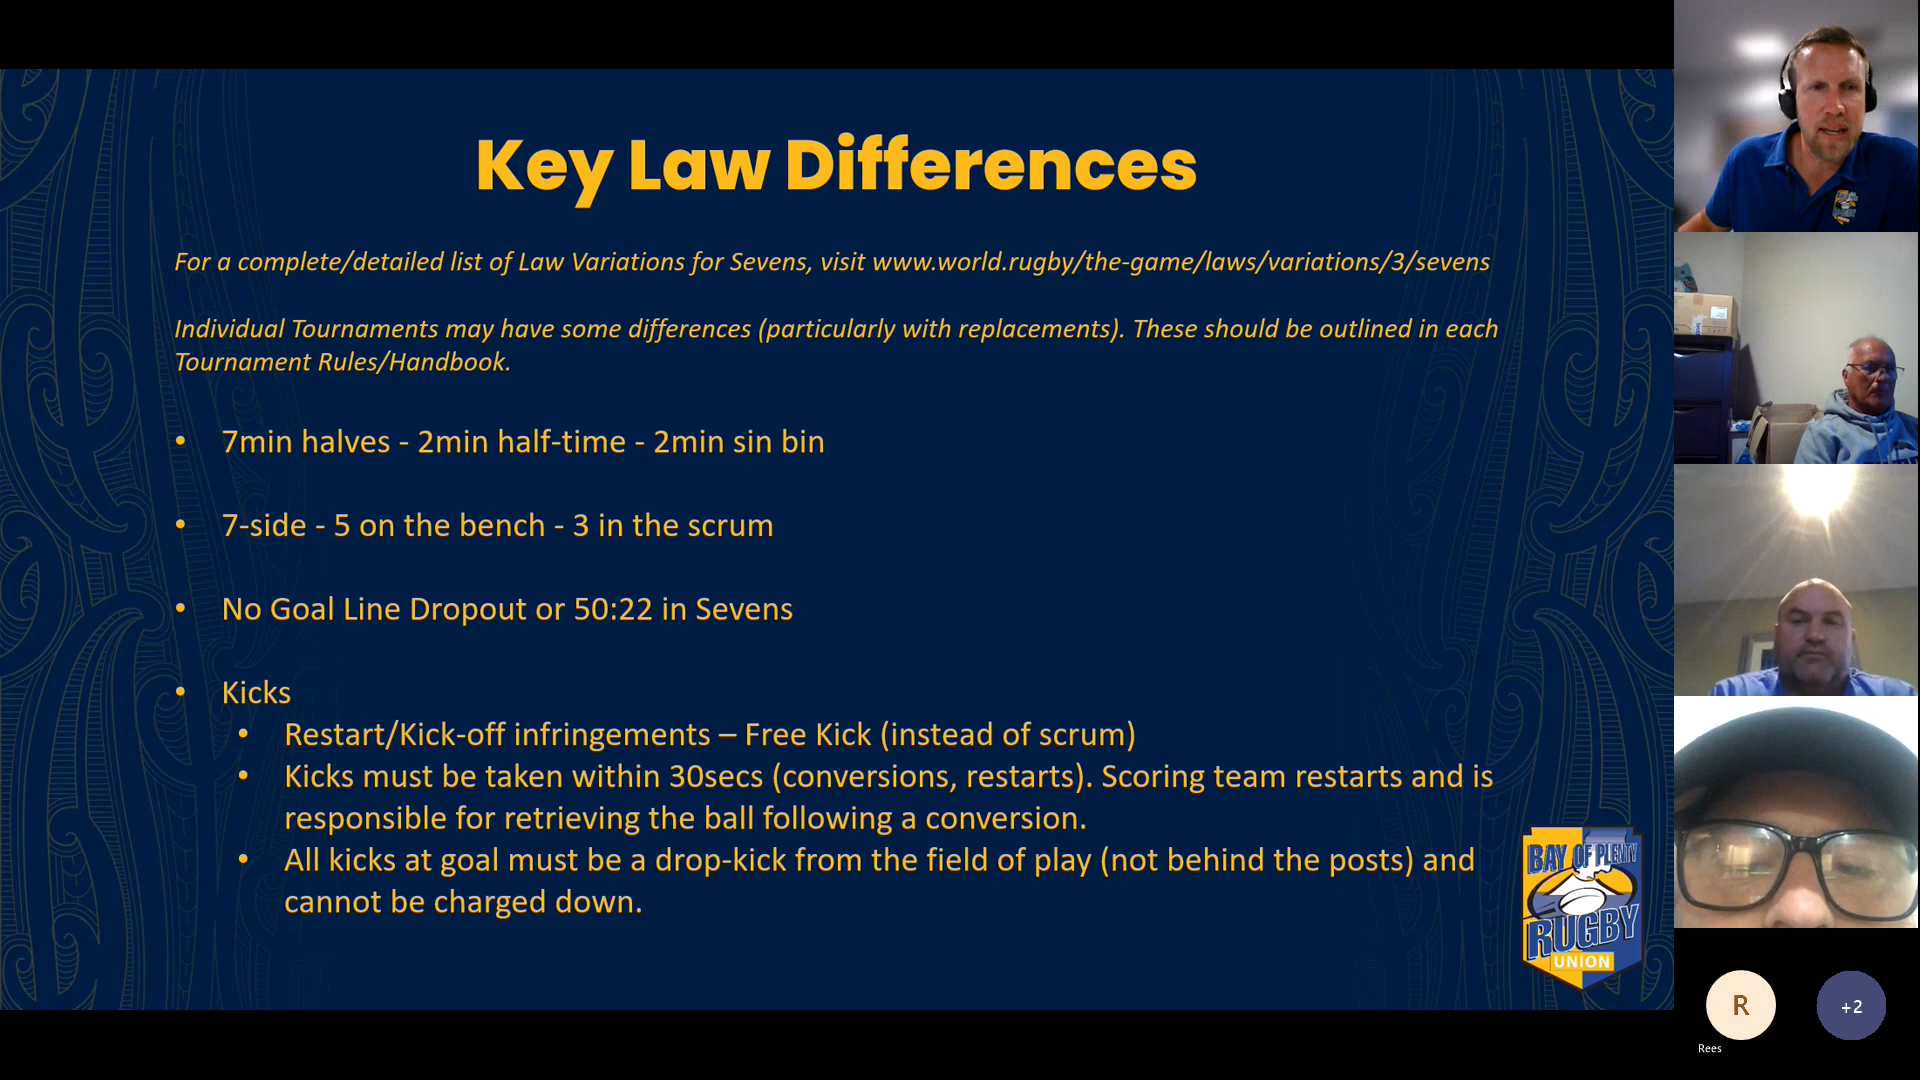 Key Law Differences
For a complete/detailed list of Law Variations for Sevens, visit www.world.rugby/the-game/laws/variations/3/sevens
Individual Tournaments may have some differences (particularly with replacements). These should be outlined in each
Tournament Rules/Handbook.
• 7min halves - 2min half-time - 2min sin bin
• 7-side - 5 on the bench - 3 in the scrum
• No Goal Line Dropout or 50:22 in Sevens
• Kicks
• Restart/Kick-off infringements – Free Kick (instead of scrum)
• Kicks must be taken within 30secs (conversions, restarts). Scoring team restarts and is
responsible for retrieving the ball following a conversion.
• All kicks at goal must be a drop-kick from the field of play (not behind the posts) and
cannot be charged down.
BAY OF PLENTY
RUGBY
UNION
R
+2
Rees